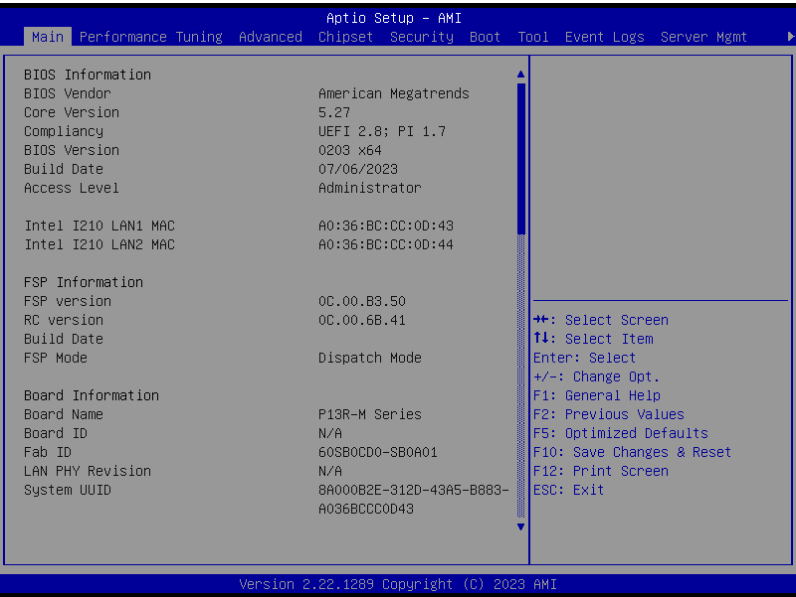 Aptio Setup – AMI
Main Performance Tuning Advanced Chipset Security Boot Tool Event Logs Server Mgmt
BIOS Information
BIOS Vendor American Megatrends
Core Version 5.27
Compliancy UEFI 2.8; PI 1.7
BIOS Version 0203 x64
Build Date 07/06/2023
Access Level Administrator
Intel I210 LAN1 MAC A0:36:BC:CC:0D:43
Intel I210 LAN2 MAC A0:36:BC:CC:0D:44
FSP Information
FSP version 0C.00.B3.50
RC version 0C.00.6B.41
Build Date
FSP Mode Dispatch Mode
Board Information
Board Name P13R-M Series
Board ID N/A
Fab ID 60SB0CD0-SB0A01
LAN PHY Revision N/A
System UUID 8A000B2E-312D-43A5-B883-
A036BCCC0D43
→←: Select Screen
↑↓: Select Item
Enter: Select
+/-: Change Opt.
F1: General Help
F2: Previous Values
F5: Optimized Defaults
F10: Save Changes & Reset
F12: Print Screen
ESC: Exit
Version 2.22.1289 Copyright (C) 2023 AMI